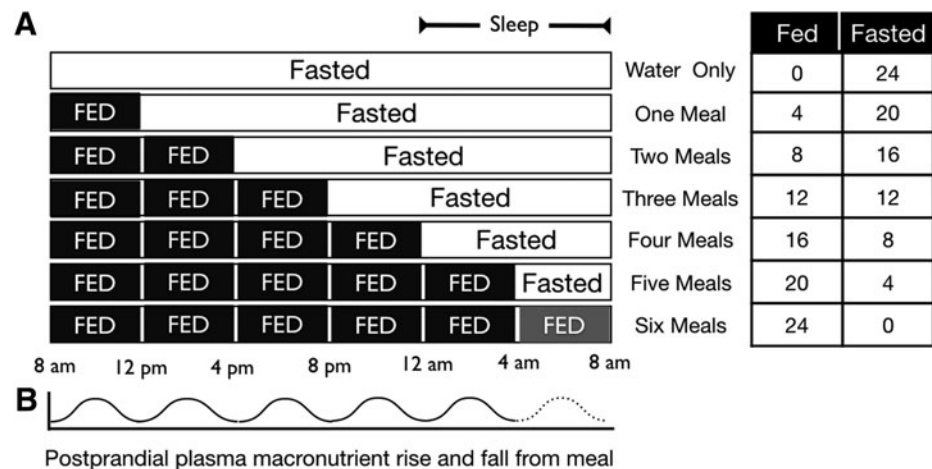 A
Sleep
Fed Fasted
Fasted Water Only 0 24
FED Fasted One Meal 4 20
FED FED Fasted Two Meals 8 16
FED FED FED Fasted Three Meals 12 12
FED FED FED FED Fasted Four Meals 16 8
FED FED FED FED FED Fasted Five Meals 20 4
FED FED FED FED FED FED Six Meals 24 0
8 am 12 pm 4 pm 8 pm 12 am 4 am 8 am
B
Postprandial plasma macronutrient rise and fall from meal